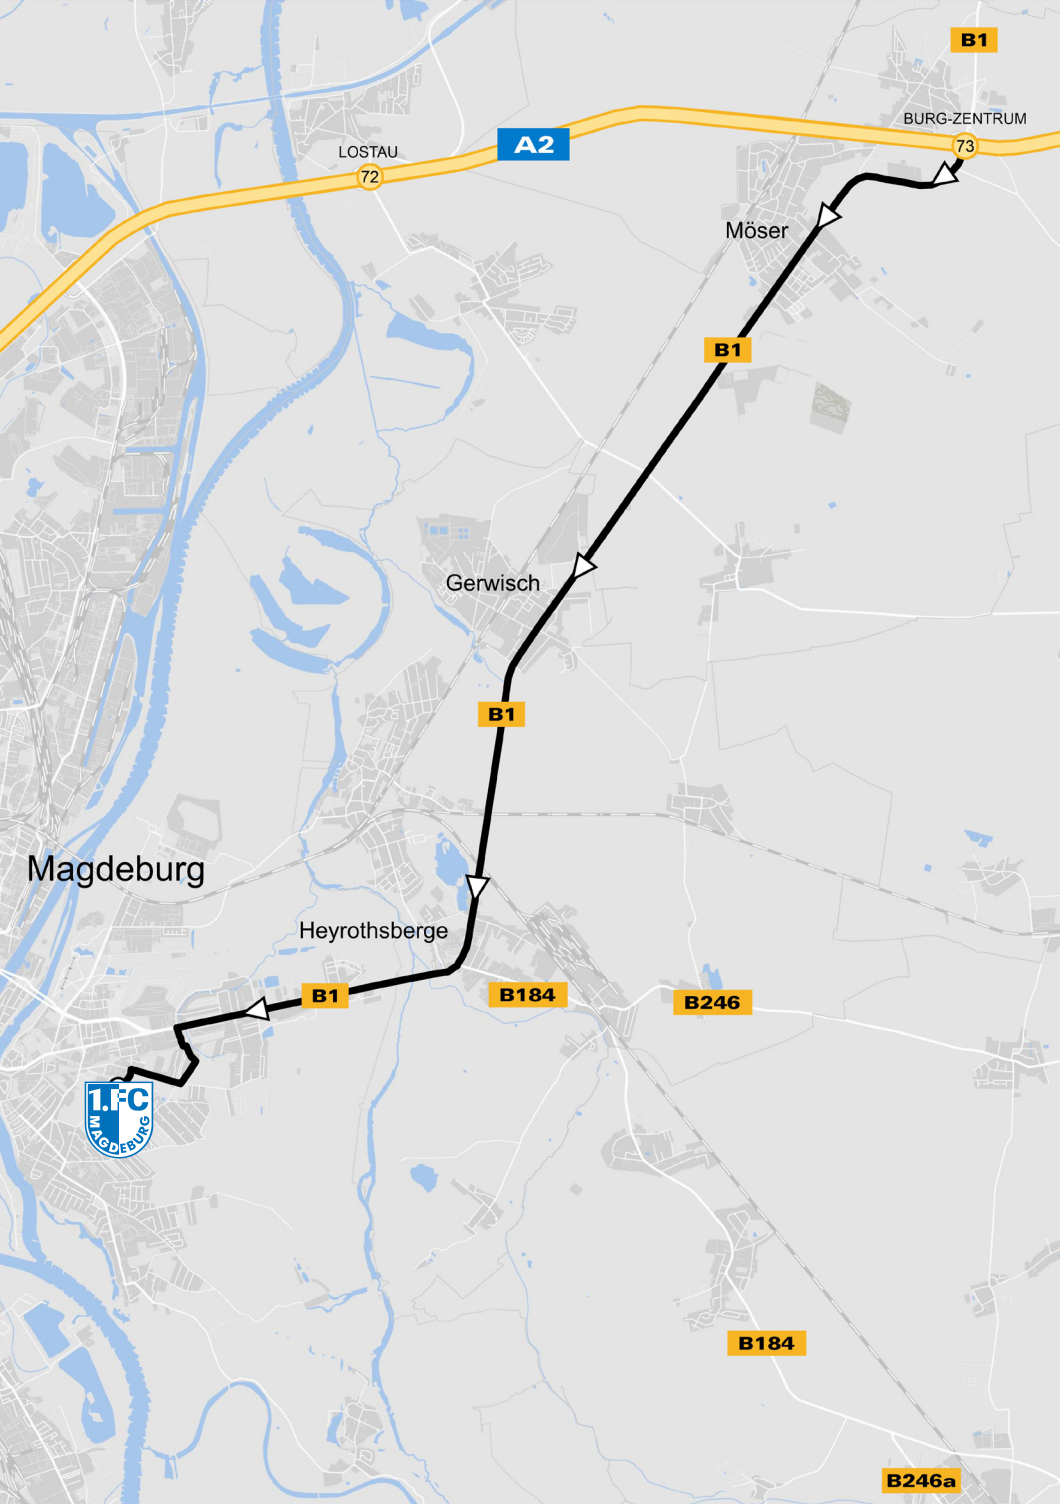 B1
BURG-ZENTRUM
73
A2
LOSTAU
72
Möser
B1
Gerwisch
B1
Magdeburg
Heyrothsberge
B1
B184
B246
1.FC
MAGDEBURG
B184
B246a